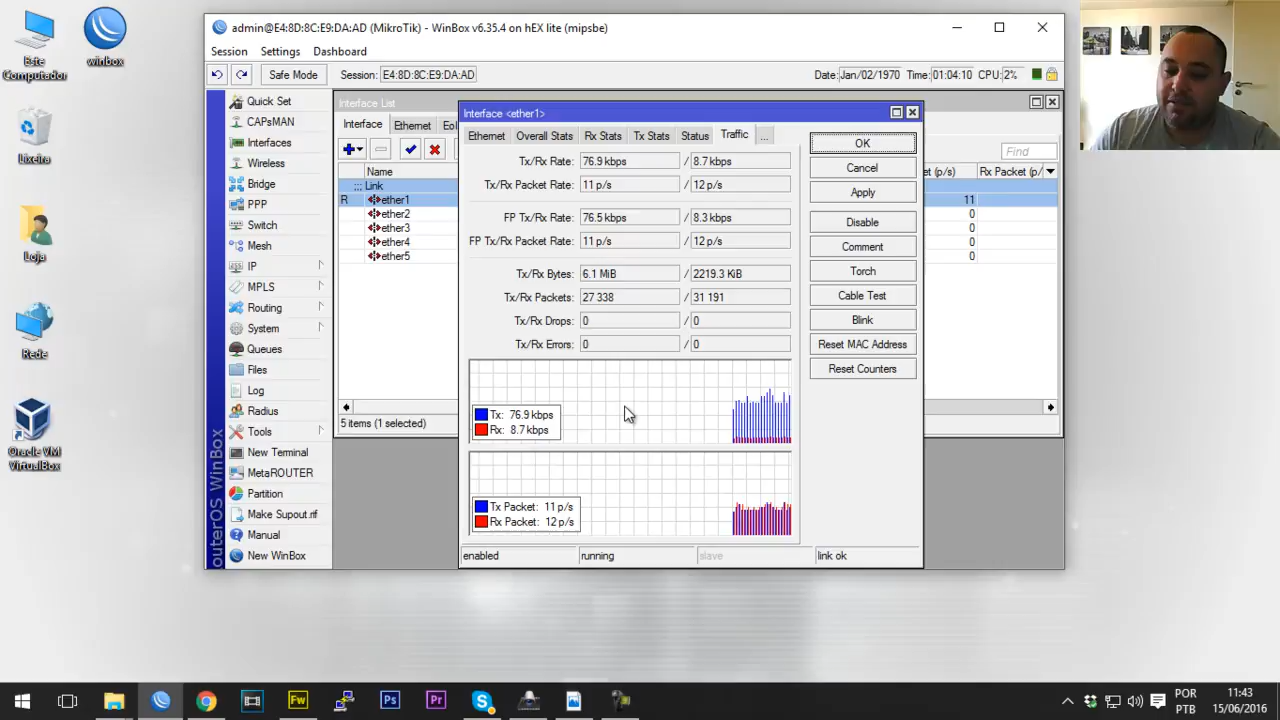 Este
Computador
winbox
Lixeira
Loja
Rede
Oracle VM
VirtualBox
admin@E4:8D:8C:E9:DA:AD (MikroTik) - WinBox v6.35.4 on hEX lite (mipsbe)
Session Settings Dashboard
Safe Mode Session: E4:8D:8C:E9:DA:AD Date: Jan/02/1970 Time: 01:04:10 CPU: 2%
outerOS WinBox
Quick Set
CAPsMAN
Interfaces
Wireless
Bridge
PPP
Switch
Mesh
IP
MPLS
Routing
System
Queues
Files
Log
Radius
Tools
New Terminal
MetaROUTER
Partition
Make Supout.rif
Manual
New WinBox
Interface List
Interface Ethernet EoI
Find
Name et (p/s) Rx Packet (p/
::: Link
R ether1 11
ether2 0
ether3 0
ether4 0
ether5 0
5 items (1 selected)
Interface <ether1>
Ethernet Overall Stats Rx Stats Tx Stats Status Traffic ...
Tx/Rx Rate: 76.9 kbps / 8.7 kbps
Tx/Rx Packet Rate: 11 p/s / 12 p/s
FP Tx/Rx Rate: 76.5 kbps / 8.3 kbps
FP Tx/Rx Packet Rate: 11 p/s / 12 p/s
Tx/Rx Bytes: 6.1 MiB / 2219.3 KiB
Tx/Rx Packets: 27 338 / 31 191
Tx/Rx Drops: 0 / 0
Tx/Rx Errors: 0 / 0
Tx: 76.9 kbps
Rx: 8.7 kbps
Tx Packet: 11 p/s
Rx Packet: 12 p/s
OK
Cancel
Apply
Disable
Comment
Torch
Cable Test
Blink
Reset MAC Address
Reset Counters
enabled running slave link ok
Fw Ps Pr
POR
PTB
11:43
15/06/2016